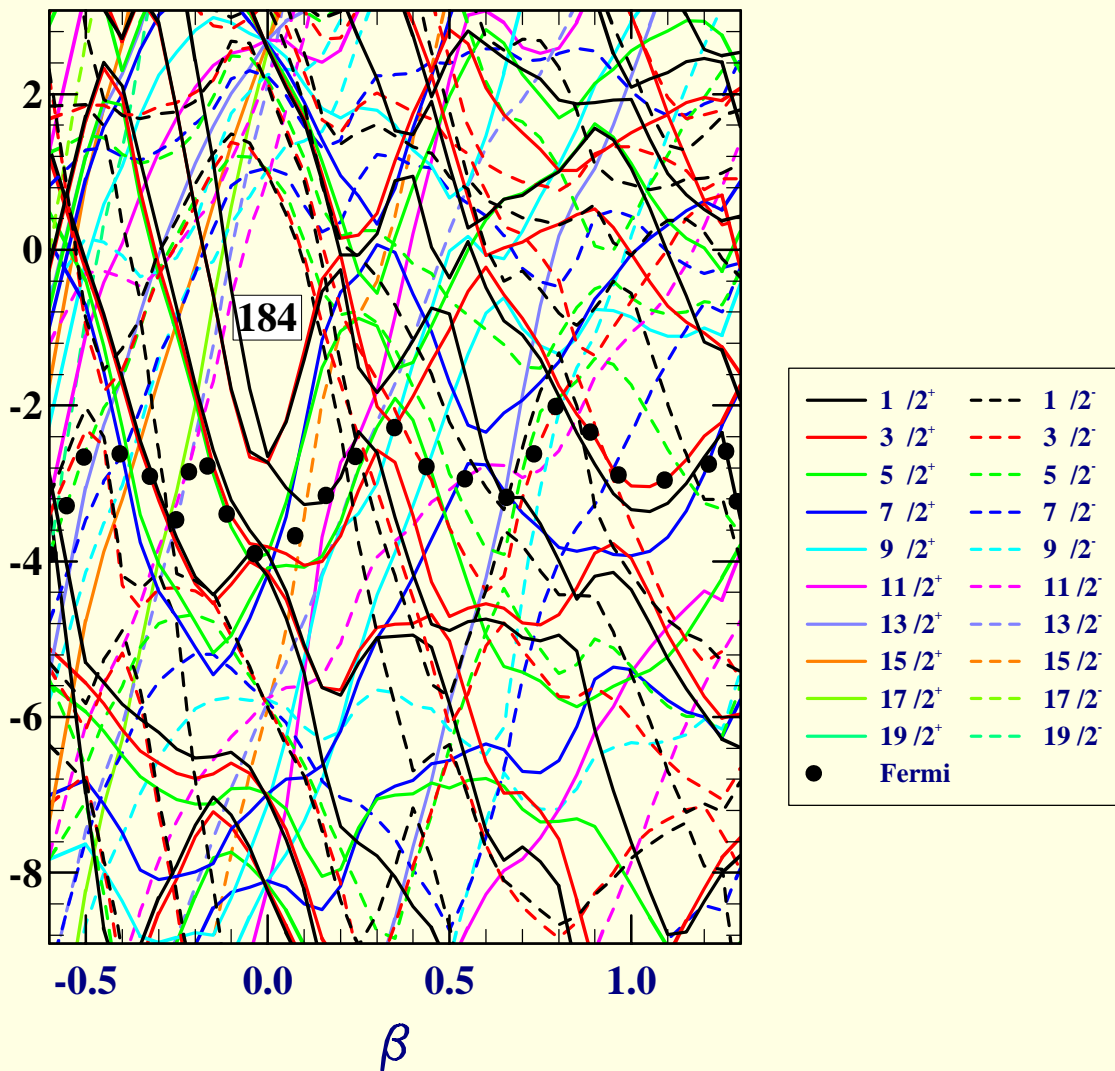 2
0
-2
-4
-6
-8
184
-0.5 0.0 0.5 1.0
β
1 /2+ 1 /2-
3 /2+ 3 /2-
5 /2+ 5 /2-
7 /2+ 7 /2-
9 /2+ 9 /2-
11 /2+ 11 /2-
13 /2+ 13 /2-
15 /2+ 15 /2-
17 /2+ 17 /2-
19 /2+ 19 /2-
Fermi